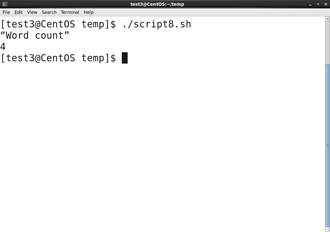 test3@CentOS:~/temp
File Edit View Search Terminal Help
[test3@CentOS temp]$ ./script8.sh
“Word count”
4
[test3@CentOS temp]$